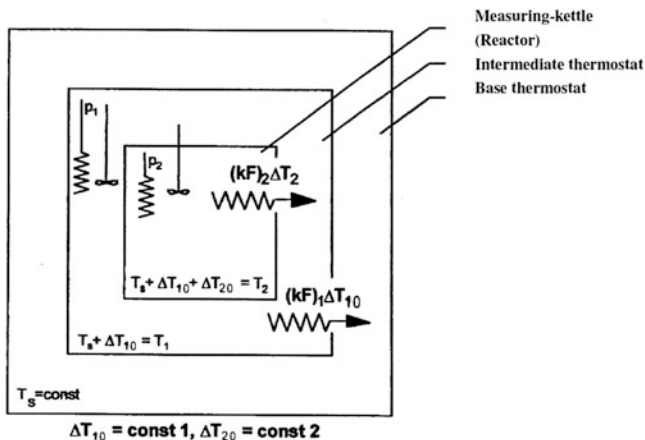 Measuring-kettle
(Reactor)
Intermediate thermostat
Base thermostat
p₁
p₂
(kF)₂ΔT₂
Tₛ+ ΔT₁₀+ ΔT₂₀ = T₂
(kF)₁ΔT₁₀
Tₛ+ ΔT₁₀ = T₁
T_S=const
ΔT₁₀ = const 1, ΔT₂₀ = const 2